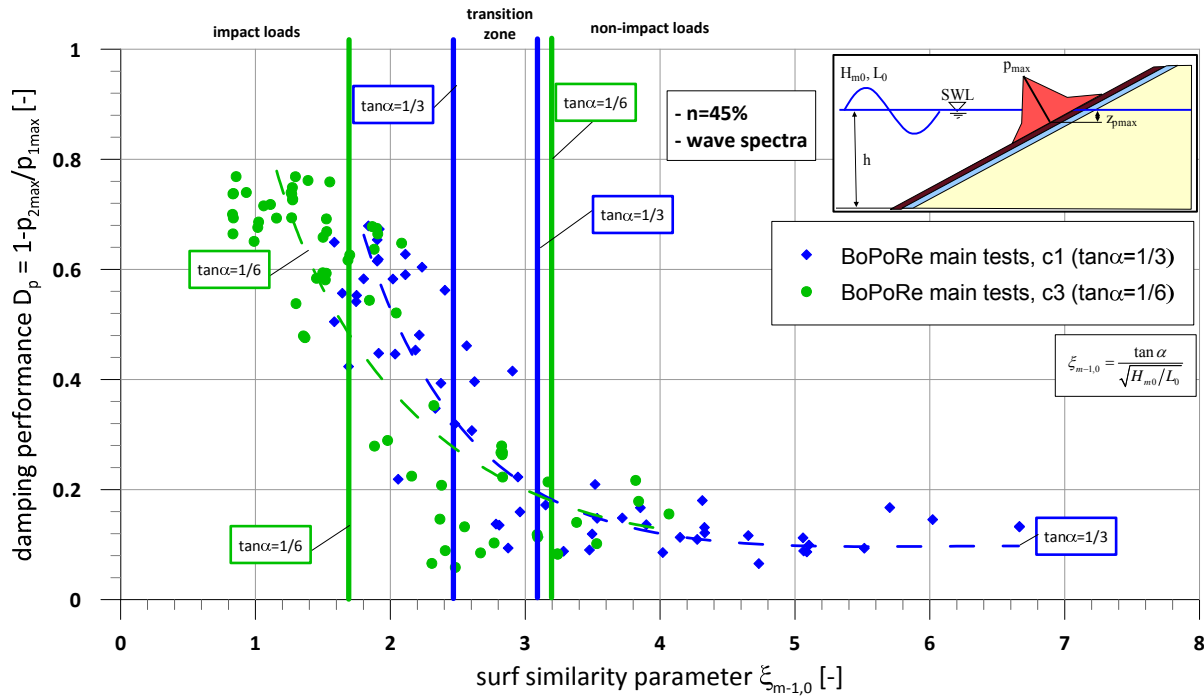 transition
zone
impact loads
non-impact loads
1
0.8
0.6
0.4
0.2
0
damping performance Dp = 1-p2max/p1max [-]
tanα=1/3
tanα=1/6
- n=45%
- wave spectra
tanα=1/3
tanα=1/6
tanα=1/6
tanα=1/3
Hm0, L0
SWL
pmax
zpmax
h
BoPoRe main tests, c1 (tanα=1/3)
BoPoRe main tests, c3 (tanα=1/6)
ξm-1,0 = tan α / √Hm0/L0
0 1 2 3 4 5 6 7 8
surf similarity parameter ξm-1,0 [-]